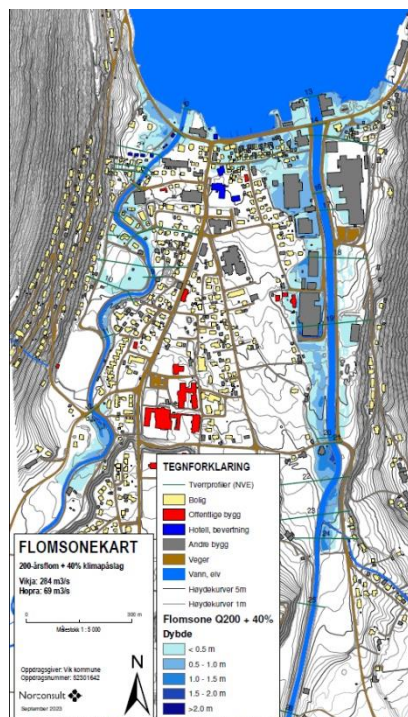 TEGNFORKLARING
Tverrprofiler (NVE)
Bolig
Offentlige bygg
Hotell, bevertning
Andre bygg
Veger
Vann, elv
Høydekurver 5m
Høydekurver 1m
Flomsone Q200 + 40%
Dybde
< 0.5 m
0.5 - 1.0 m
1.0 - 1.5 m
1.5 - 2.0 m
>2.0 m
FLOMSONEKART
200-årsflom + 40% klimapåslag
Vikja: 284 m3/s
Hopra: 69 m3/s
0
500 m
Målestokk 1 : 5 000
N
Oppdragsgiver: Vik kommune
Oppdragsnummer: 52301642
Norconsult
September 2023